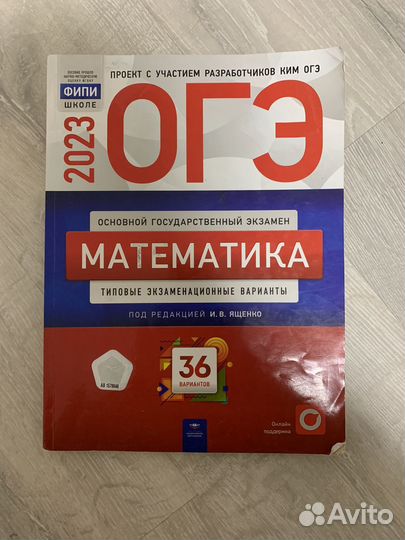 ПРОЕКТ С УЧАСТИЕМ РАЗРАБОТЧИКОВ КИМ ОГЭ
ФИПИ
ШКОЛЕ
2023
ОГЭ
ОСНОВНОЙ ГОСУДАРСТВЕННЫЙ ЭКЗАМЕН
МАТЕМАТИКА
ТИПОВЫЕ ЭКЗАМЕНАЦИОННЫЕ ВАРИАНТЫ
ПОД РЕДАКЦИЕЙ И.В. ЯЩЕНКО
36
ВАРИАНТОВ
Онлайн
поддержка
Avito